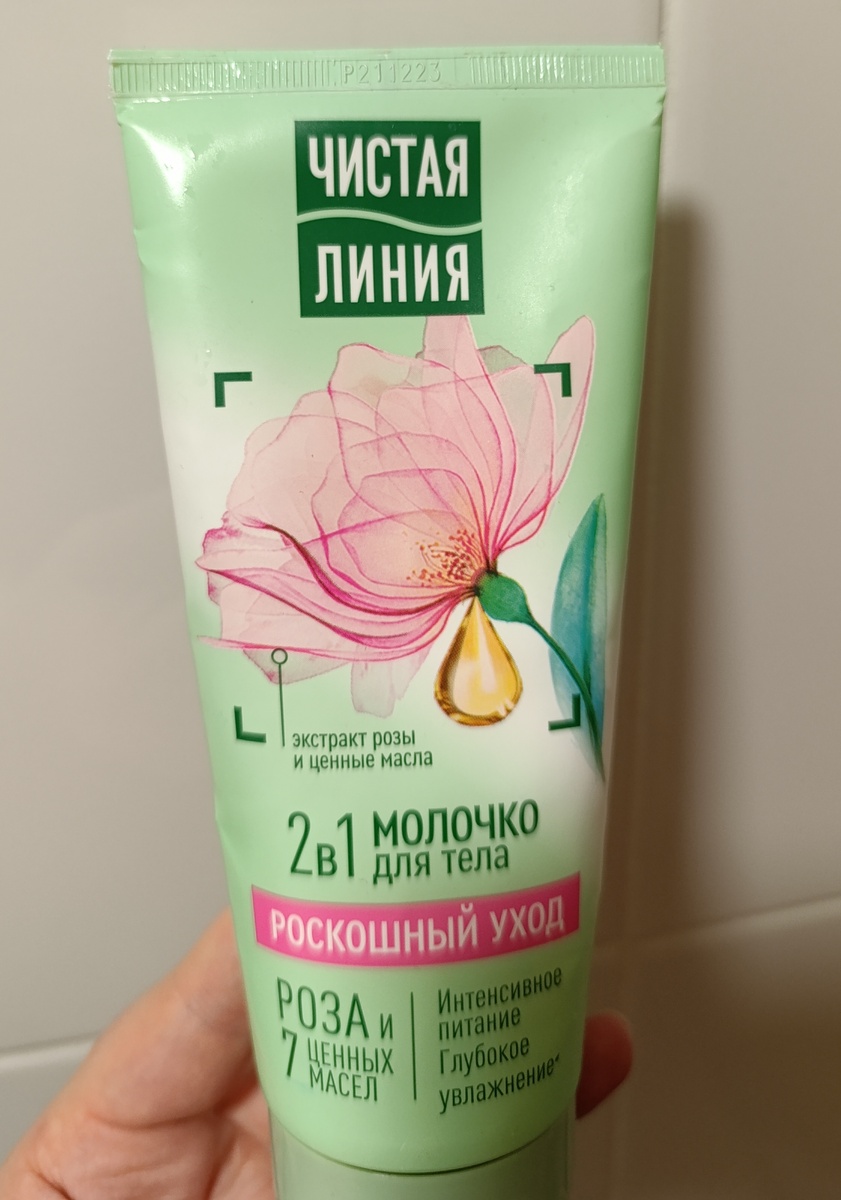 P211223
ЧИСТАЯ
ЛИНИЯ
экстракт розы
и ценные масла
2в1 МОЛОЧКО
для тела
РОСКОШНЫЙ УХОД
РОЗА и
7 ЦЕННЫХ
МАСЕЛ
Интенсивное
питание
Глубокое
увлажнение*